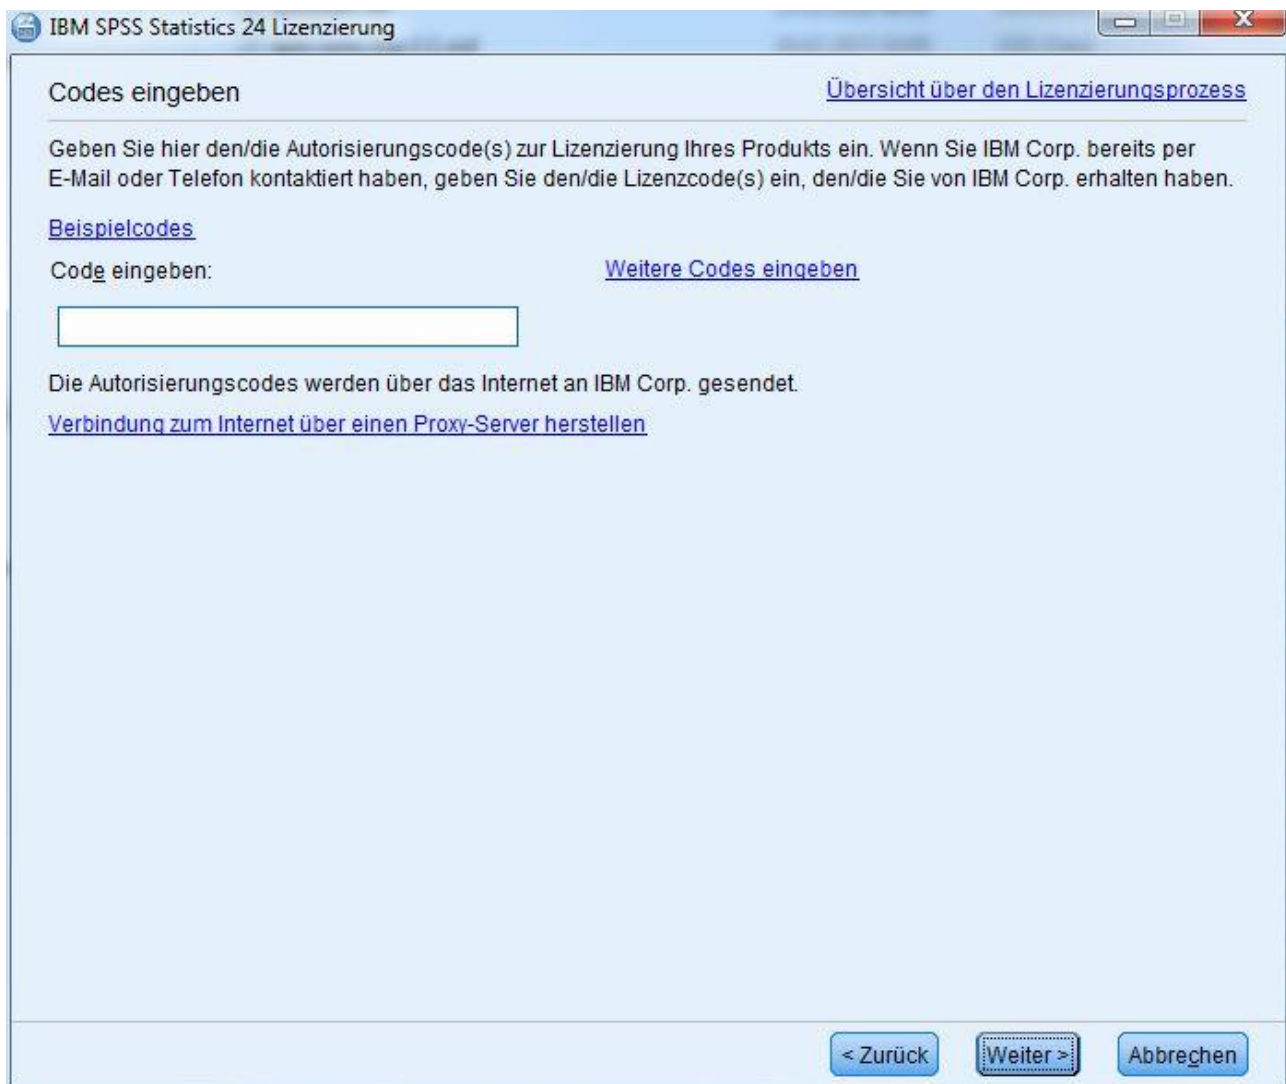 IBM SPSS Statistics 24 Lizenzierung
Codes eingeben
Übersicht über den Lizenzierungsprozess
Geben Sie hier den/die Autorisierungscode(s) zur Lizenzierung Ihres Produkts ein. Wenn Sie IBM Corp. bereits per
E-Mail oder Telefon kontaktiert haben, geben Sie den/die Lizenzcode(s) ein, den/die Sie von IBM Corp. erhalten haben.
Beispielcodes
Code eingeben:
Weitere Codes eingeben
Die Autorisierungscodes werden über das Internet an IBM Corp. gesendet.
Verbindung zum Internet über einen Proxy-Server herstellen
< Zurück
Weiter >
Abbrechen